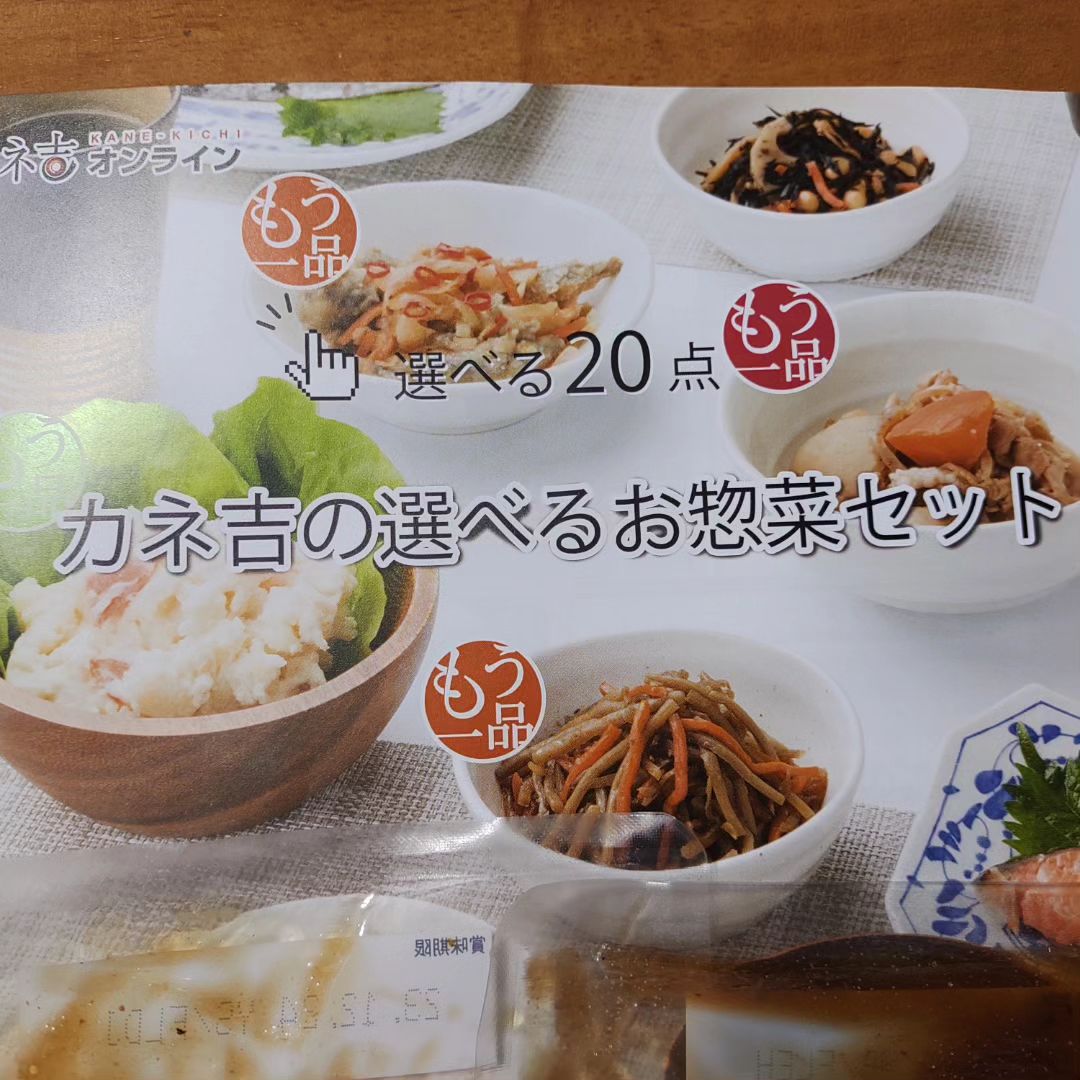 ネ吉 KANE-KICHI
オンライン
もう
一品
選べる20点
もう
一品
カネ吉の選べるお惣菜セット
もう
一品
賞味期限